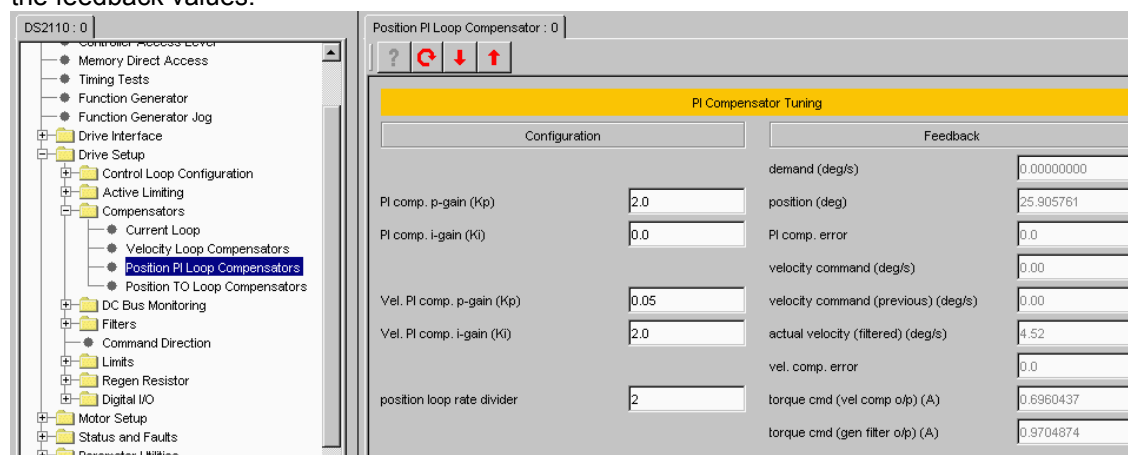 the feedback values.
DS2110 : 0
Controller Access Level
Memory Direct Access
Timing Tests
Function Generator
Function Generator Jog
Drive Interface
Drive Setup
Control Loop Configuration
Active Limiting
Compensators
Current Loop
Velocity Loop Compensators
Position PI Loop Compensators
Position TO Loop Compensators
DC Bus Monitoring
Filters
Command Direction
Limits
Regen Resistor
Digital I/O
Motor Setup
Status and Faults
Parameter Utilities
Position PI Loop Compensator : 0
?
PI Compensator Tuning
Configuration
Feedback
demand (deg/s) 0.00000000
PI comp. p-gain (Kp) 2.0 position (deg) 25.905761
PI comp. i-gain (Ki) 0.0 PI comp. error 0.0
velocity command (deg/s) 0.00
Vel. PI comp. p-gain (Kp) 0.05 velocity command (previous) (deg/s) 0.00
Vel. PI comp. i-gain (Ki) 2.0 actual velocity (filtered) (deg/s) 4.52
vel. comp. error 0.0
position loop rate divider 2 torque cmd (vel comp o/p) (A) 0.6960437
torque cmd (gen filter o/p) (A) 0.9704874